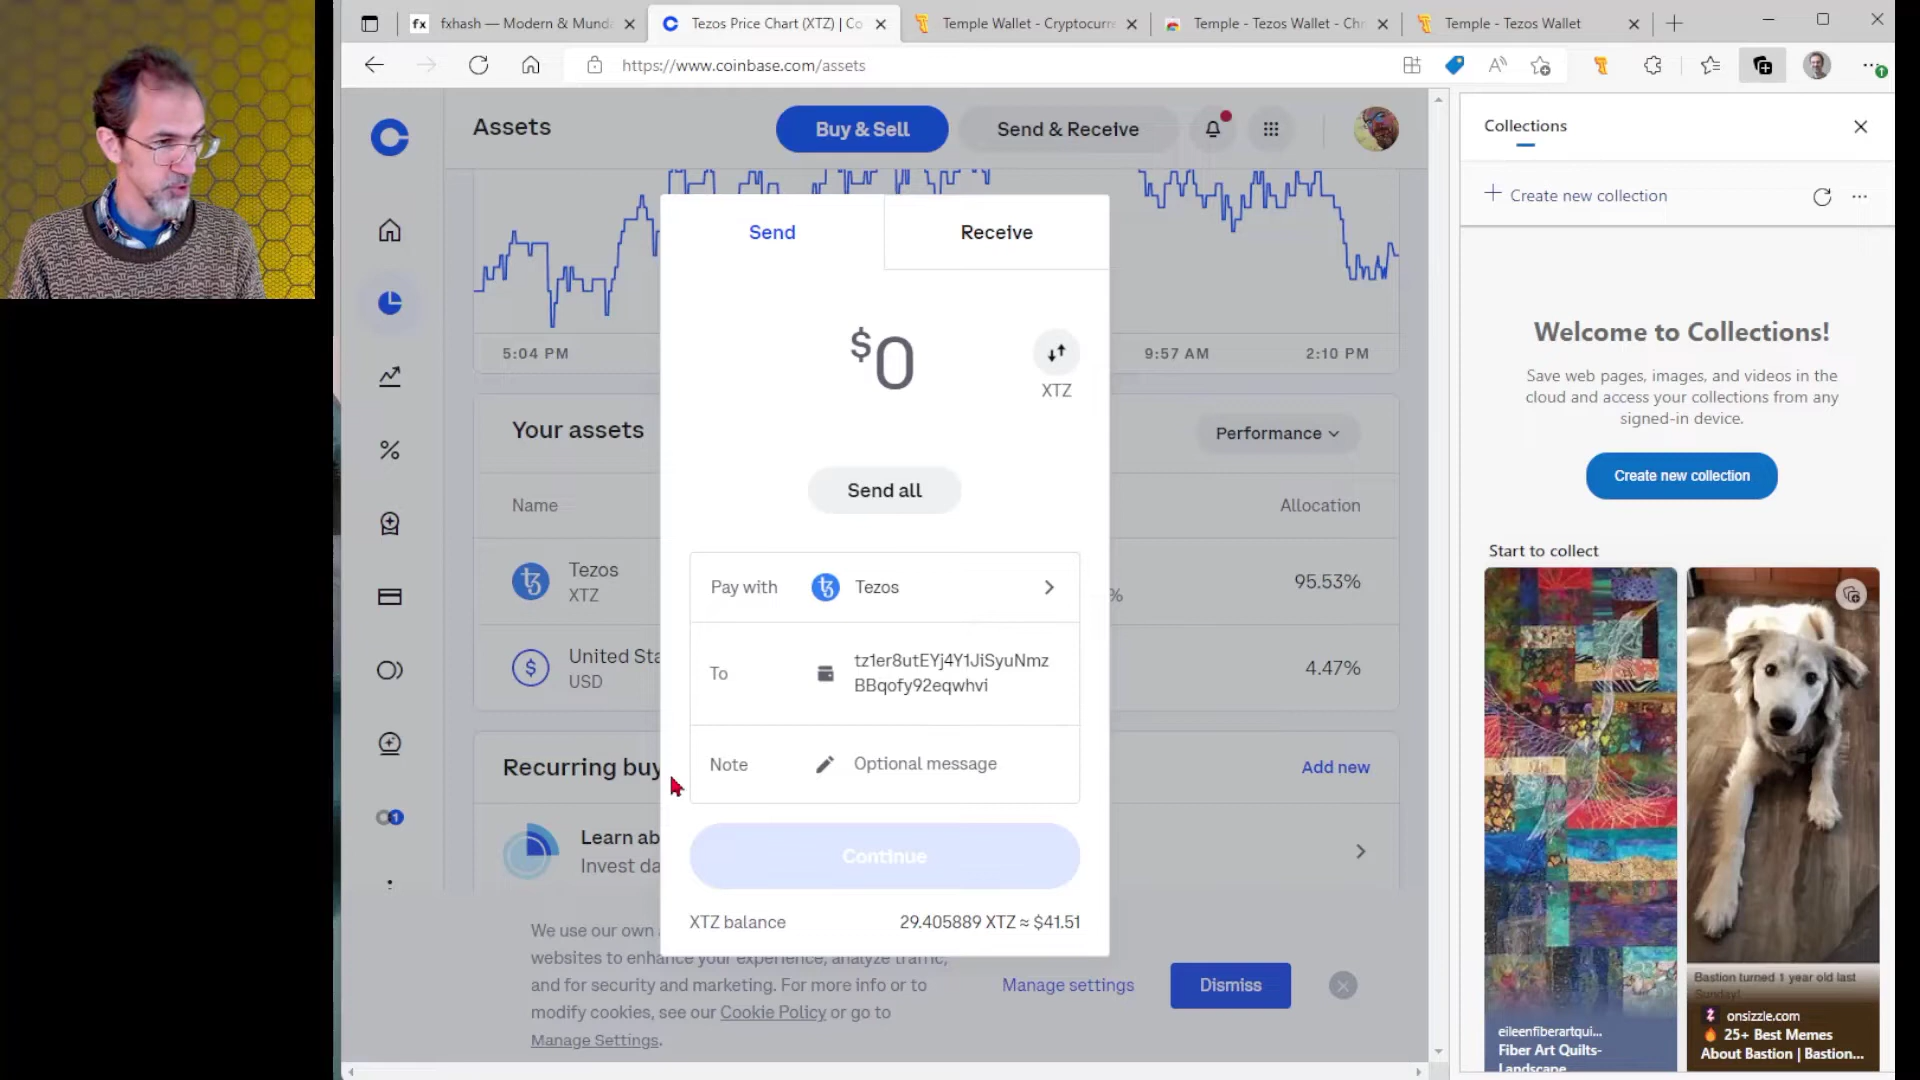 fx fxhash — Modern & Mund
Tezos Price Chart (XTZ) | Co
Temple Wallet - Cryptocurr
Temple - Tezos Wallet - Chr
Temple - Tezos Wallet
https://www.coinbase.com/assets
Assets
Buy & Sell
Send & Receive
Collections
Create new collection
Send
Receive
$0
XTZ
5:04 PM
9:57 AM
2:10 PM
Your assets
Performance
Send all
Name
Allocation
Pay with
Tezos
Tezos
XTZ
%
95.53%
To
tz1er8utEYj4Y1JiSyuNmz
BBqofy92eqwhvi
United Sta
USD
4.47%
Note
Optional message
Recurring buy
Add new
Learn ab
Invest da
Continue
1
XTZ balance
29.405889 XTZ ≈ $41.51
We use our own
websites to enhance your experience, analyze traffic,
and for security and marketing. For more info or to
modify cookies, see our Cookie Policy or go to
Manage Settings.
Manage settings
Dismiss
Welcome to Collections!
Save web pages, images, and videos in the
cloud and access your collections from any
signed-in device.
Create new collection
Start to collect
eileenfiberartqui...
Fiber Art Quilts-
Landscape
Bastion turned 1 year old last
Sunday!
onsizzle.com
25+ Best Memes
About Bastion | Bastion...